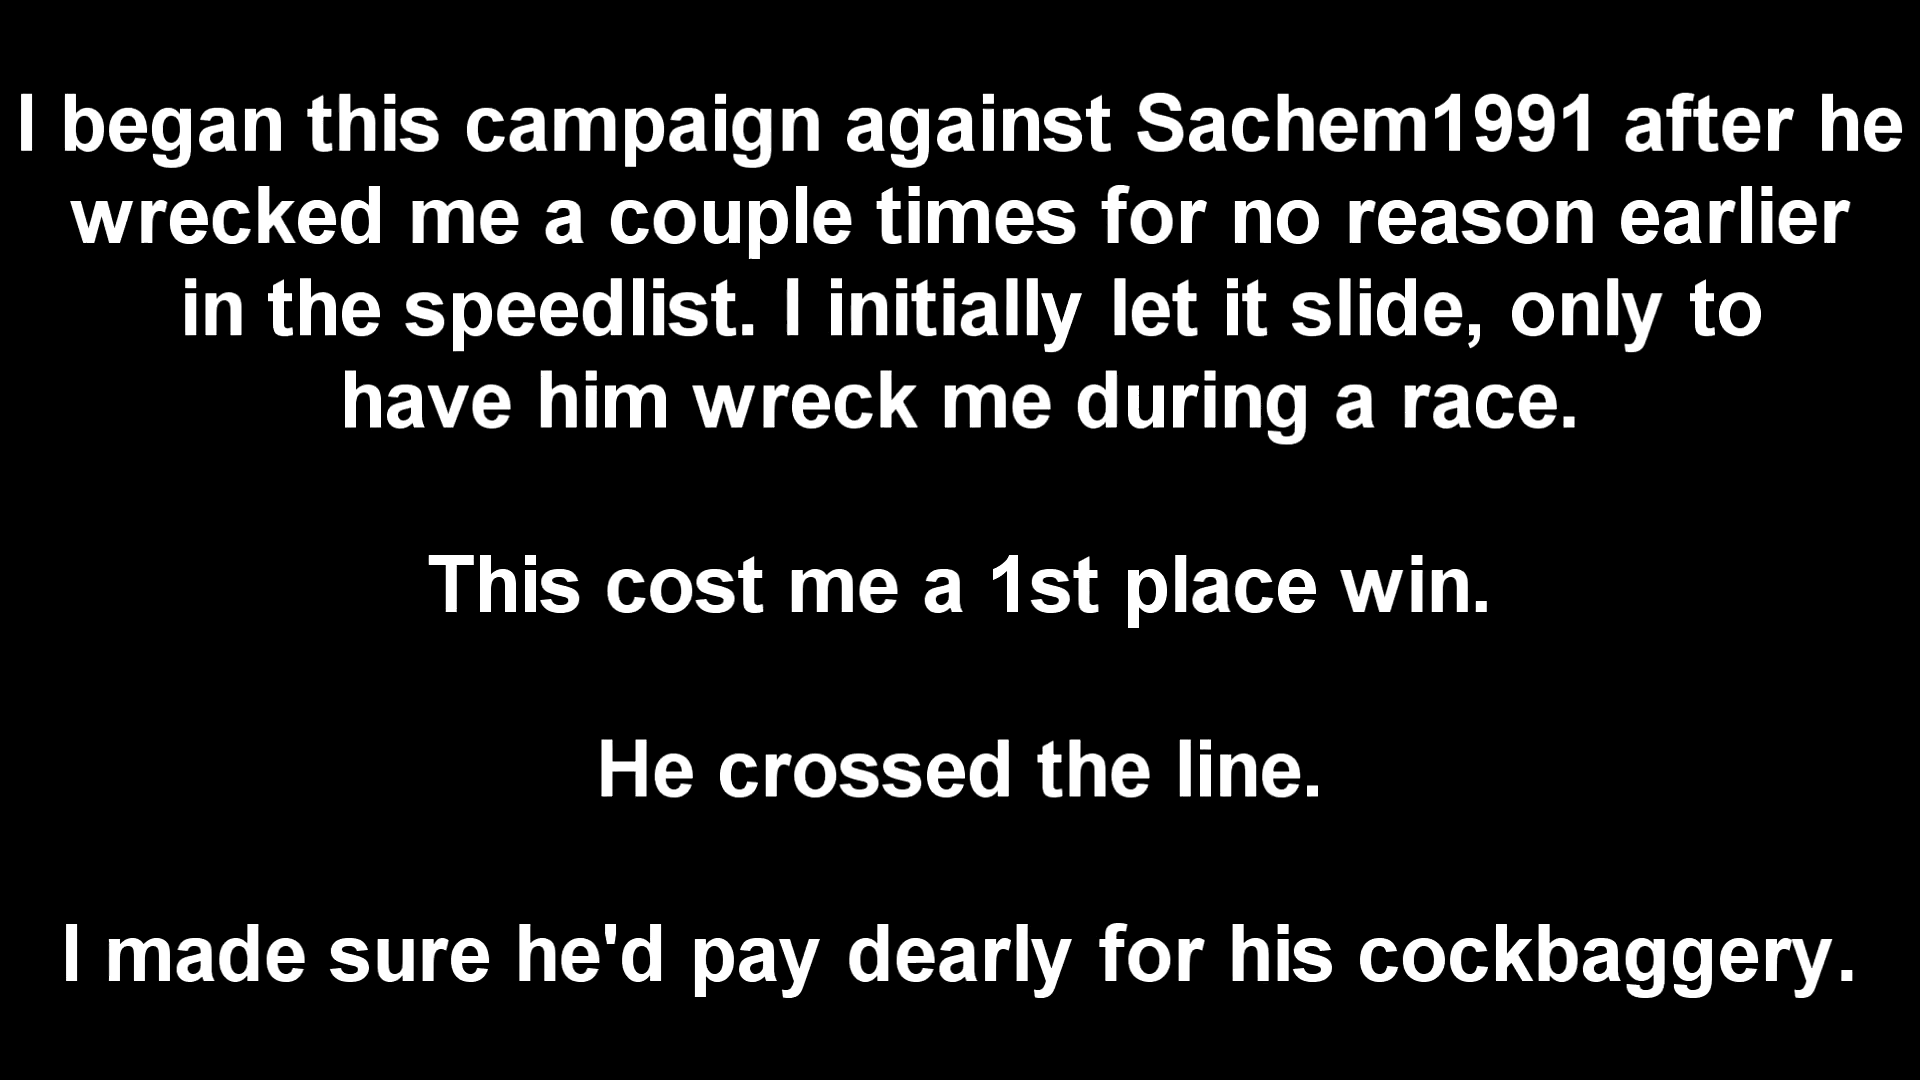 I began this campaign against Sachem1991 after he
wrecked me a couple times for no reason earlier
in the speedlist. I initially let it slide, only to
have him wreck me during a race.
This cost me a 1st place win.
He crossed the line.
I made sure he'd pay dearly for his cockbaggery.